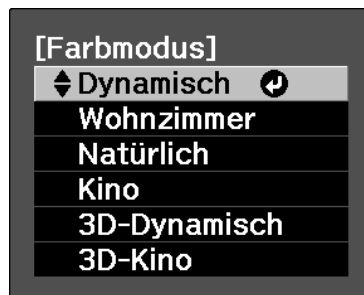 [Farbmodus]
Dynamisch
Wohnzimmer
Natürlich
Kino
3D-Dynamisch
3D-Kino